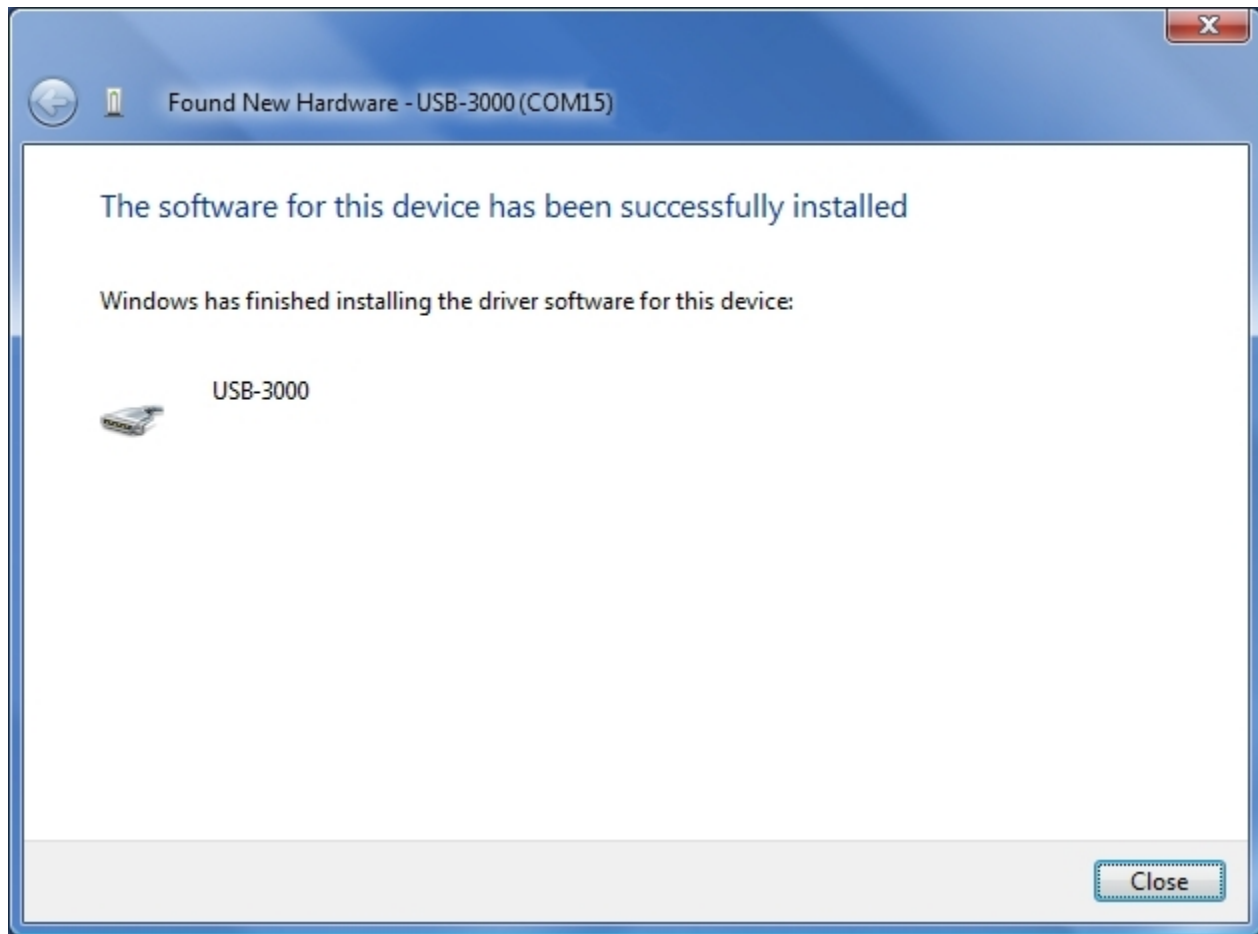 Found New Hardware - USB-3000 (COM15)
The software for this device has been successfully installed
Windows has finished installing the driver software for this device:
USB-3000
Close